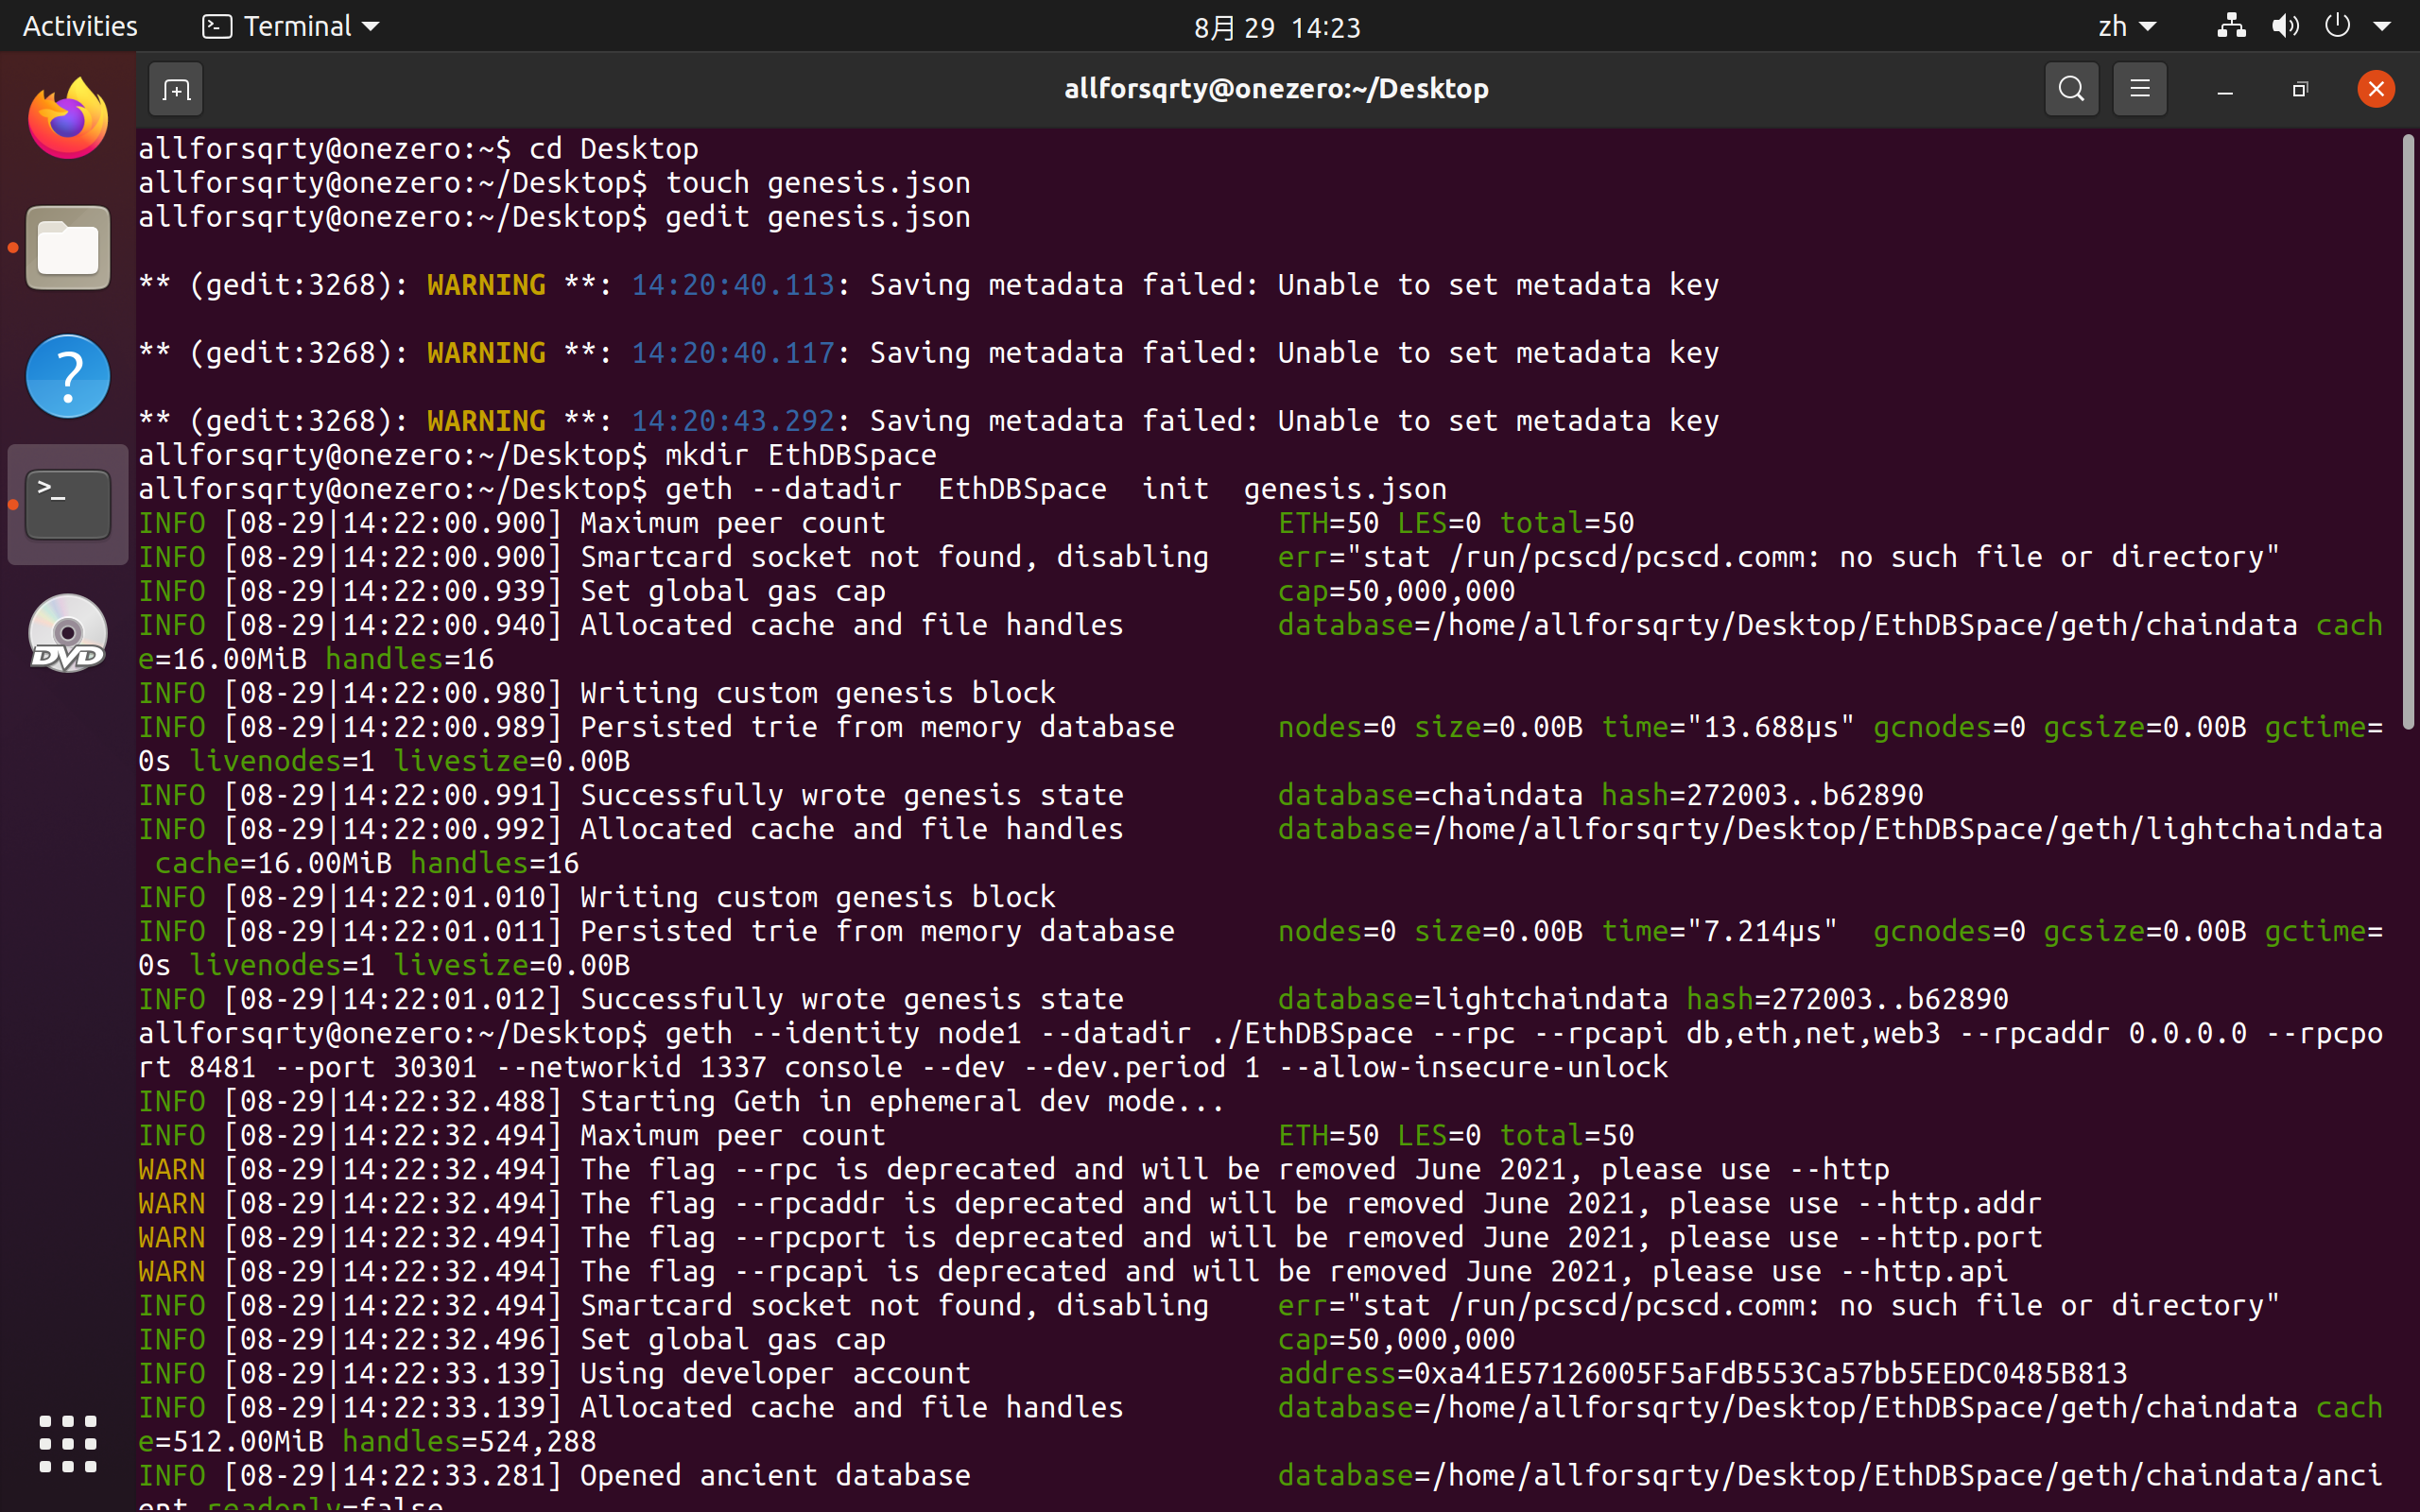 Activities Terminal 8月 29 14:23 zh
allforsqrty@onezero:~/Desktop
allforsqrty@onezero:~$ cd Desktop
allforsqrty@onezero:~/Desktop$ touch genesis.json
allforsqrty@onezero:~/Desktop$ gedit genesis.json
** (gedit:3268): WARNING **: 14:20:40.113: Saving metadata failed: Unable to set metadata key
** (gedit:3268): WARNING **: 14:20:40.117: Saving metadata failed: Unable to set metadata key
** (gedit:3268): WARNING **: 14:20:43.292: Saving metadata failed: Unable to set metadata key
allforsqrty@onezero:~/Desktop$ mkdir EthDBSpace
allforsqrty@onezero:~/Desktop$ geth --datadir  EthDBSpace  init  genesis.json
INFO [08-29|14:22:00.900] Maximum peer count                       ETH=50 LES=0 total=50
INFO [08-29|14:22:00.900] Smartcard socket not found, disabling    err="stat /run/pcscd/pcscd.comm: no such file or directory"
INFO [08-29|14:22:00.939] Set global gas cap                       cap=50,000,000
INFO [08-29|14:22:00.940] Allocated cache and file handles         database=/home/allforsqrty/Desktop/EthDBSpace/geth/chaindata cach
e=16.00MiB handles=16
INFO [08-29|14:22:00.980] Writing custom genesis block
INFO [08-29|14:22:00.989] Persisted trie from memory database      nodes=0 size=0.00B time="13.688µs" gcnodes=0 gcsize=0.00B gctime=
0s livenodes=1 livesize=0.00B
INFO [08-29|14:22:00.991] Successfully wrote genesis state         database=chaindata hash=272003..b62890
INFO [08-29|14:22:00.992] Allocated cache and file handles         database=/home/allforsqrty/Desktop/EthDBSpace/geth/lightchaindata
 cache=16.00MiB handles=16
INFO [08-29|14:22:01.010] Writing custom genesis block
INFO [08-29|14:22:01.011] Persisted trie from memory database      nodes=0 size=0.00B time="7.214µs"  gcnodes=0 gcsize=0.00B gctime=
0s livenodes=1 livesize=0.00B
INFO [08-29|14:22:01.012] Successfully wrote genesis state         database=lightchaindata hash=272003..b62890
allforsqrty@onezero:~/Desktop$ geth --identity node1 --datadir ./EthDBSpace --rpc --rpcapi db,eth,net,web3 --rpcaddr 0.0.0.0 --rpcpo
rt 8481 --port 30301 --networkid 1337 console --dev --dev.period 1 --allow-insecure-unlock
INFO [08-29|14:22:32.488] Starting Geth in ephemeral dev mode...
INFO [08-29|14:22:32.494] Maximum peer count                       ETH=50 LES=0 total=50
WARN [08-29|14:22:32.494] The flag --rpc is deprecated and will be removed June 2021, please use --http
WARN [08-29|14:22:32.494] The flag --rpcaddr is deprecated and will be removed June 2021, please use --http.addr
WARN [08-29|14:22:32.494] The flag --rpcport is deprecated and will be removed June 2021, please use --http.port
WARN [08-29|14:22:32.494] The flag --rpcapi is deprecated and will be removed June 2021, please use --http.api
INFO [08-29|14:22:32.494] Smartcard socket not found, disabling    err="stat /run/pcscd/pcscd.comm: no such file or directory"
INFO [08-29|14:22:32.496] Set global gas cap                       cap=50,000,000
INFO [08-29|14:22:33.139] Using developer account                  address=0xa41E57126005F5aFdB553Ca57bb5EEDC0485B813
INFO [08-29|14:22:33.139] Allocated cache and file handles         database=/home/allforsqrty/Desktop/EthDBSpace/geth/chaindata cach
e=512.00MiB handles=524,288
INFO [08-29|14:22:33.281] Opened ancient database                  database=/home/allforsqrty/Desktop/EthDBSpace/geth/chaindata/anci
ent readonly=false
DVD